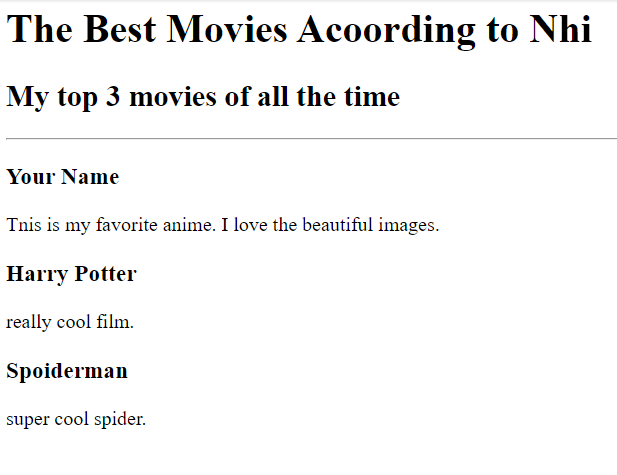 The Best Movies Acoording to Nhi
My top 3 movies of all the time
Your Name
Tnis is my favorite anime. I love the beautiful images.
Harry Potter
really cool film.
Spoiderman
super cool spider.